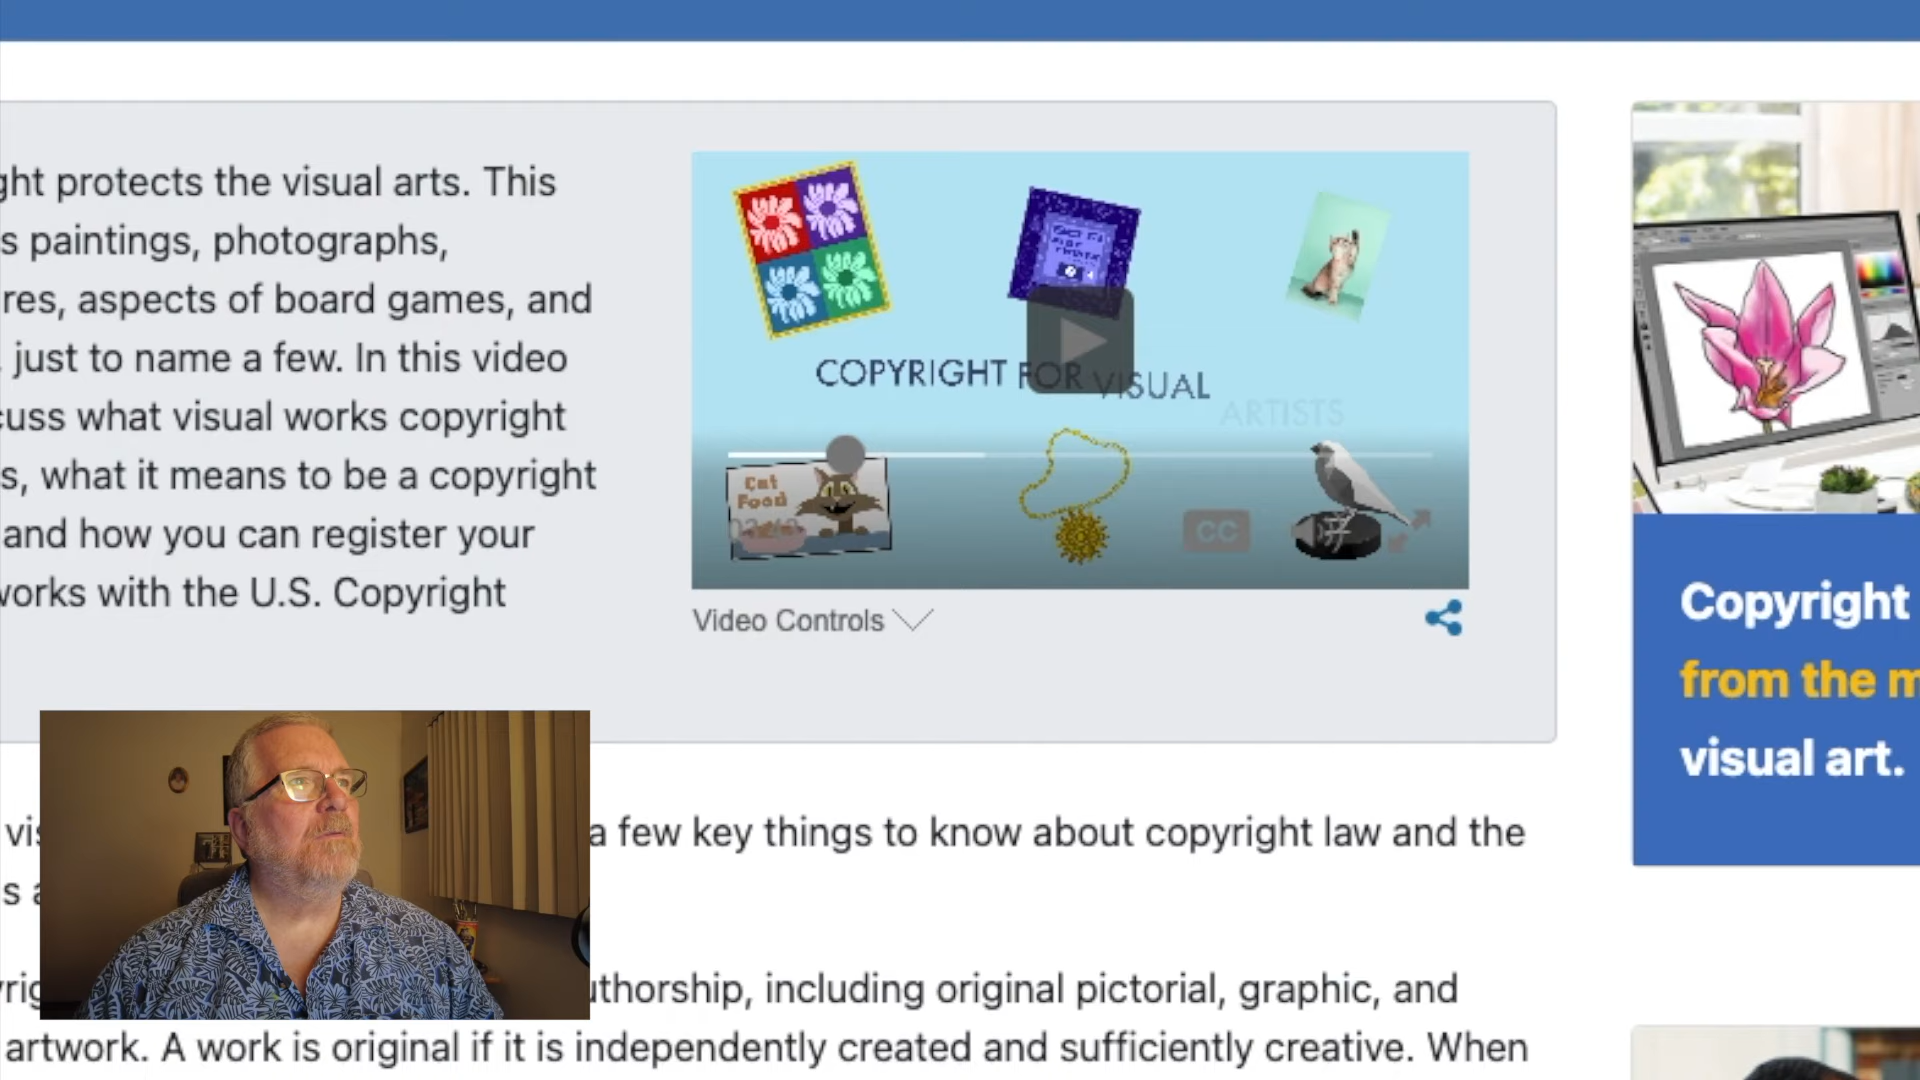 ght protects the visual arts. This
s paintings, photographs,
res, aspects of board games, and
just to name a few. In this video
cuss what visual works copyright
s, what it means to be a copyright
and how you can register your
works with the U.S. Copyright
COPYRIGHT FOR VISUAL
ARTISTS
Cat
Food
CC
Video Controls
Copyright
from the m
visual art.
vis
a few key things to know about copyright law and the
s a
yrig
uthorship, including original pictorial, graphic, and
artwork. A work is original if it is independently created and sufficiently creative. When